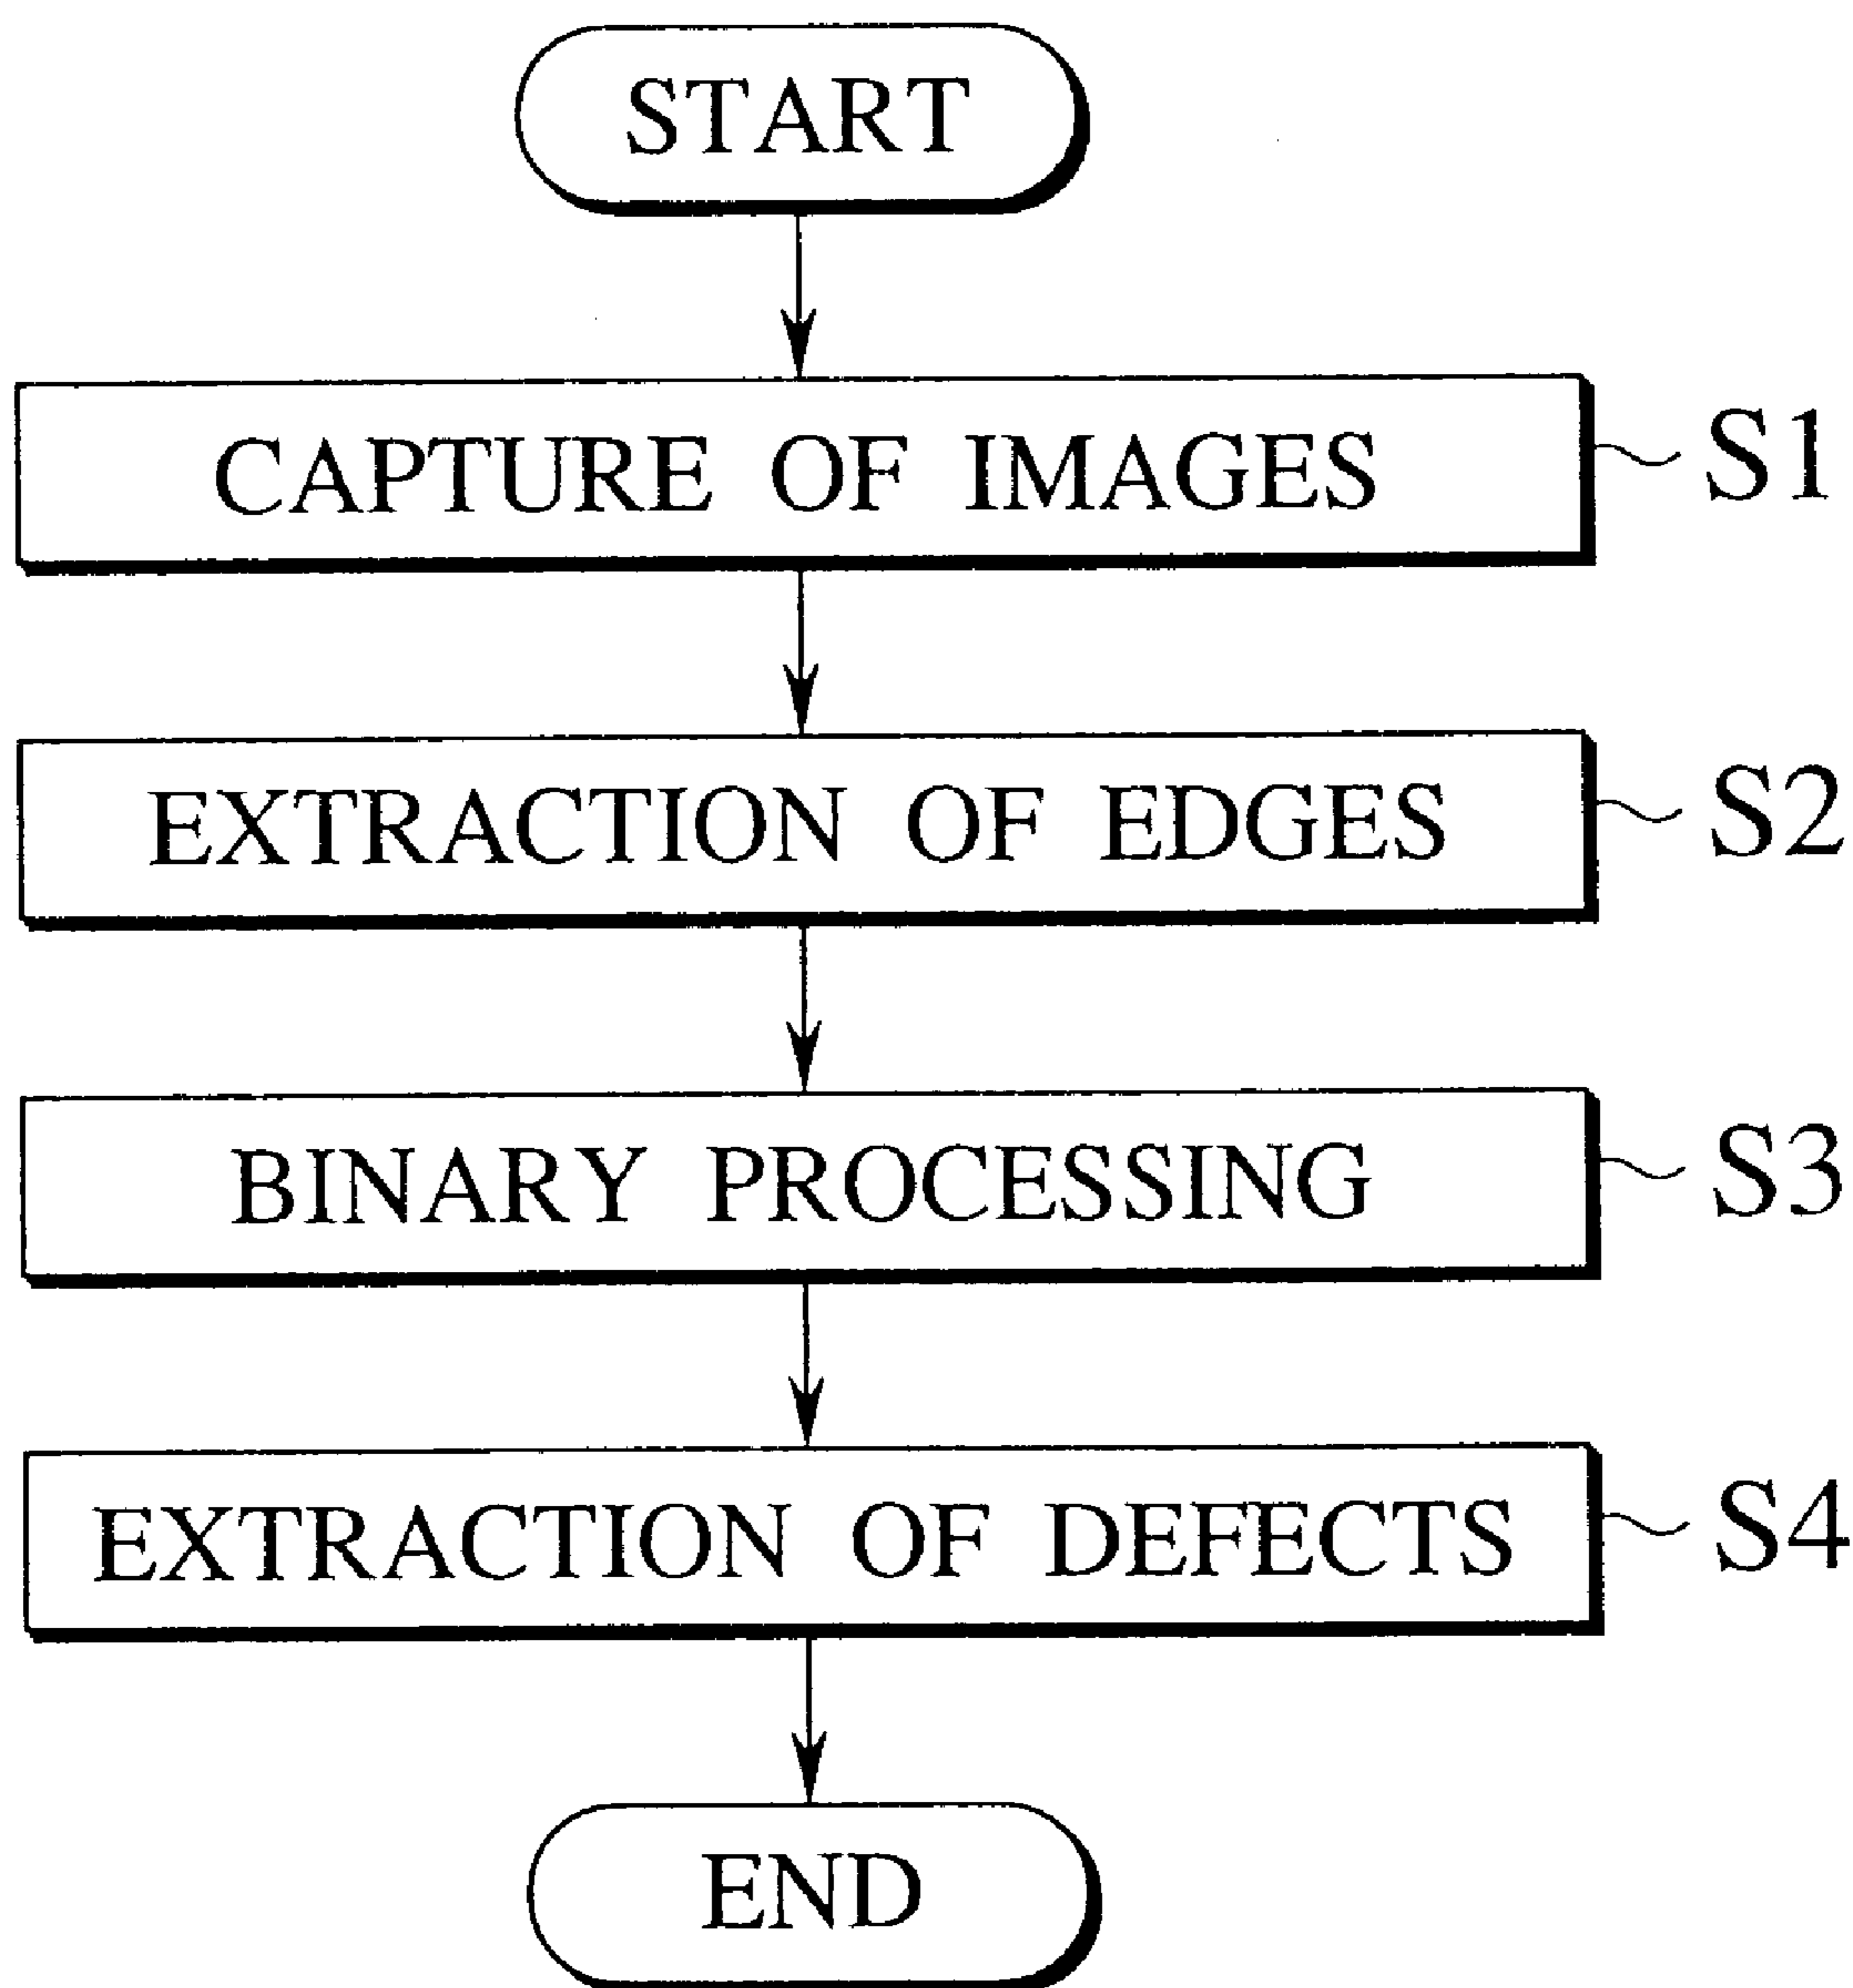 START
CAPTURE OF IMAGES S1
EXTRACTION OF EDGES S2
BINARY PROCESSING S3
EXTRACTION OF DEFECTS S4
END